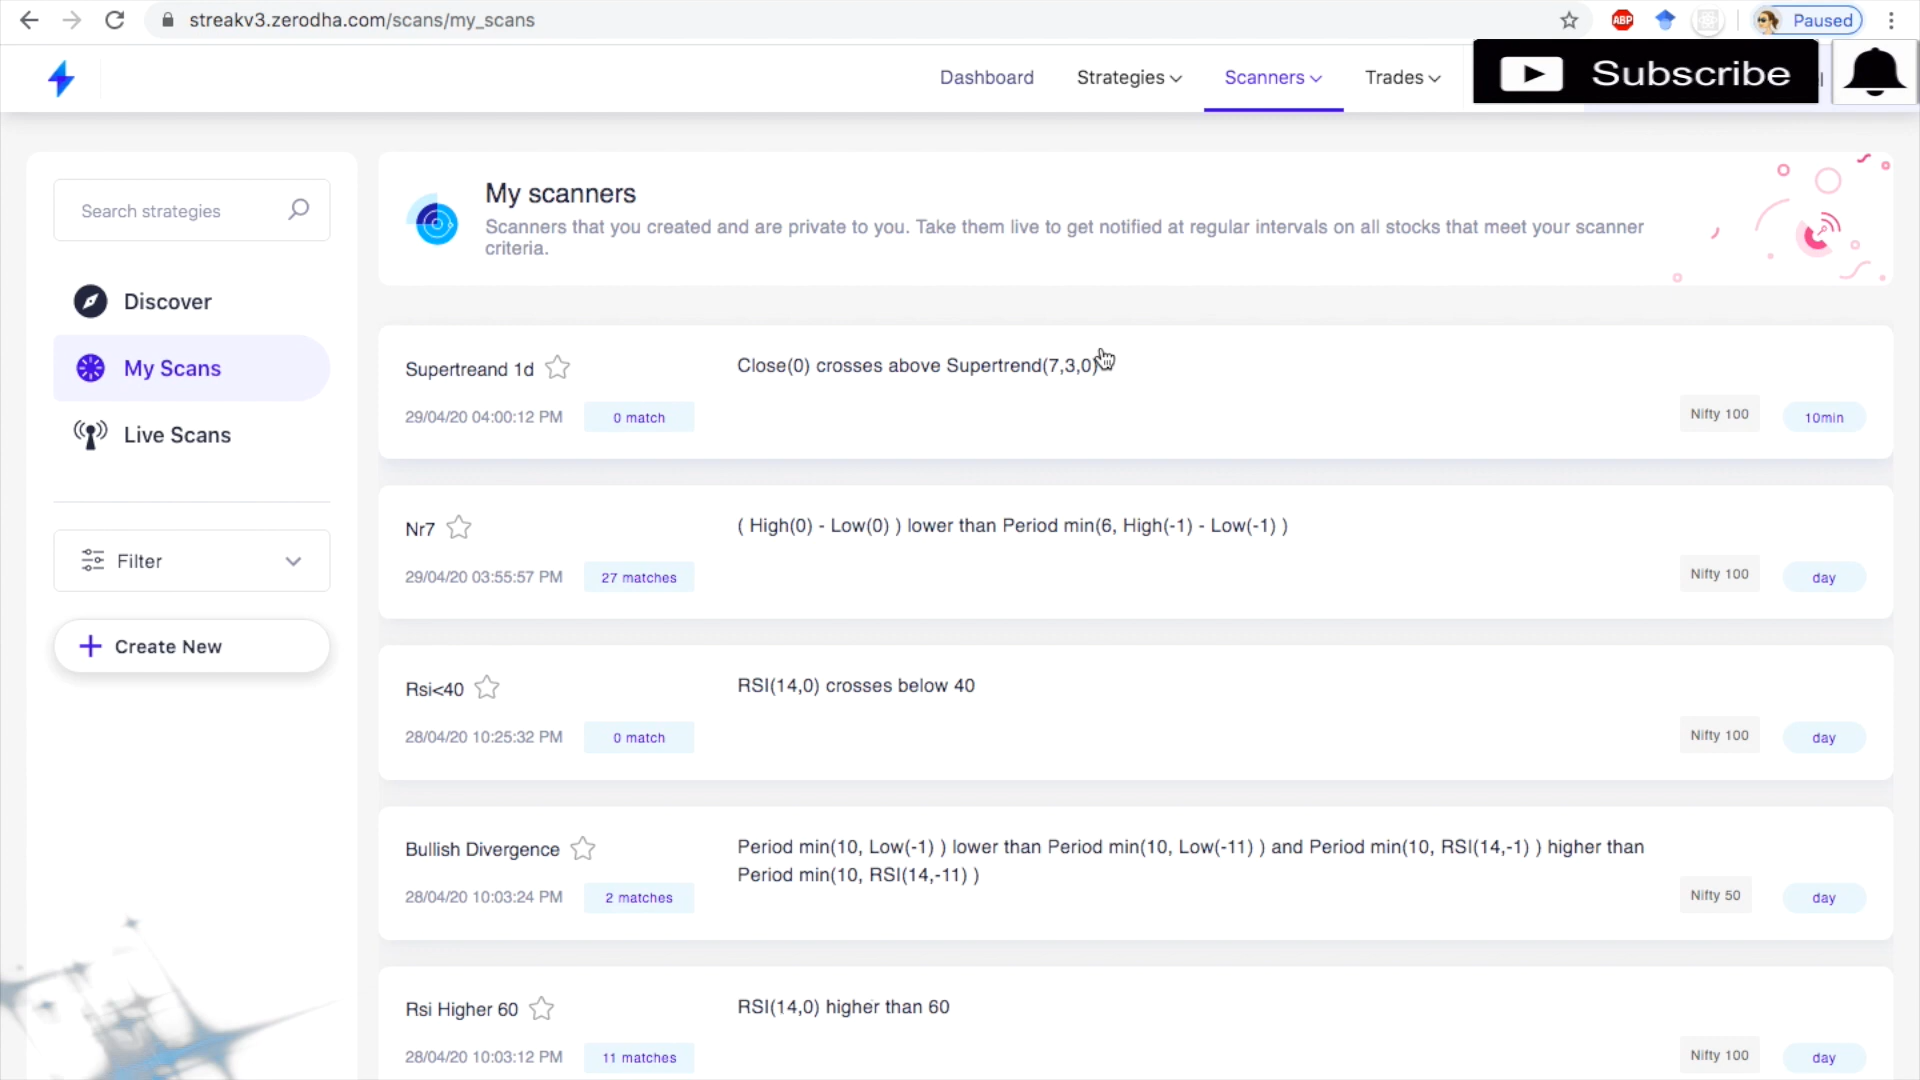 streakv3.zerodha.com/scans/my_scans
ABP
Paused
Dashboard
Strategies
Scanners
Trades
Subscribe
Search strategies
Discover
My Scans
Live Scans
Filter
+ Create New
My scanners
Scanners that you created and are private to you. Take them live to get notified at regular intervals on all stocks that meet your scanner
criteria.
Supertreand 1d
Close(0) crosses above Supertrend(7,3,0)
29/04/20 04:00:12 PM
0 match
Nifty 100
10min
Nr7
( High(0) - Low(0) ) lower than Period min(6, High(-1) - Low(-1) )
29/04/20 03:55:57 PM
27 matches
Nifty 100
day
Rsi<40
RSI(14,0) crosses below 40
28/04/20 10:25:32 PM
0 match
Nifty 100
day
Bullish Divergence
Period min(10, Low(-1) ) lower than Period min(10, Low(-11) ) and Period min(10, RSI(14,-1) ) higher than
Period min(10, RSI(14,-11) )
28/04/20 10:03:24 PM
2 matches
Nifty 50
day
Rsi Higher 60
RSI(14,0) higher than 60
28/04/20 10:03:12 PM
11 matches
Nifty 100
day